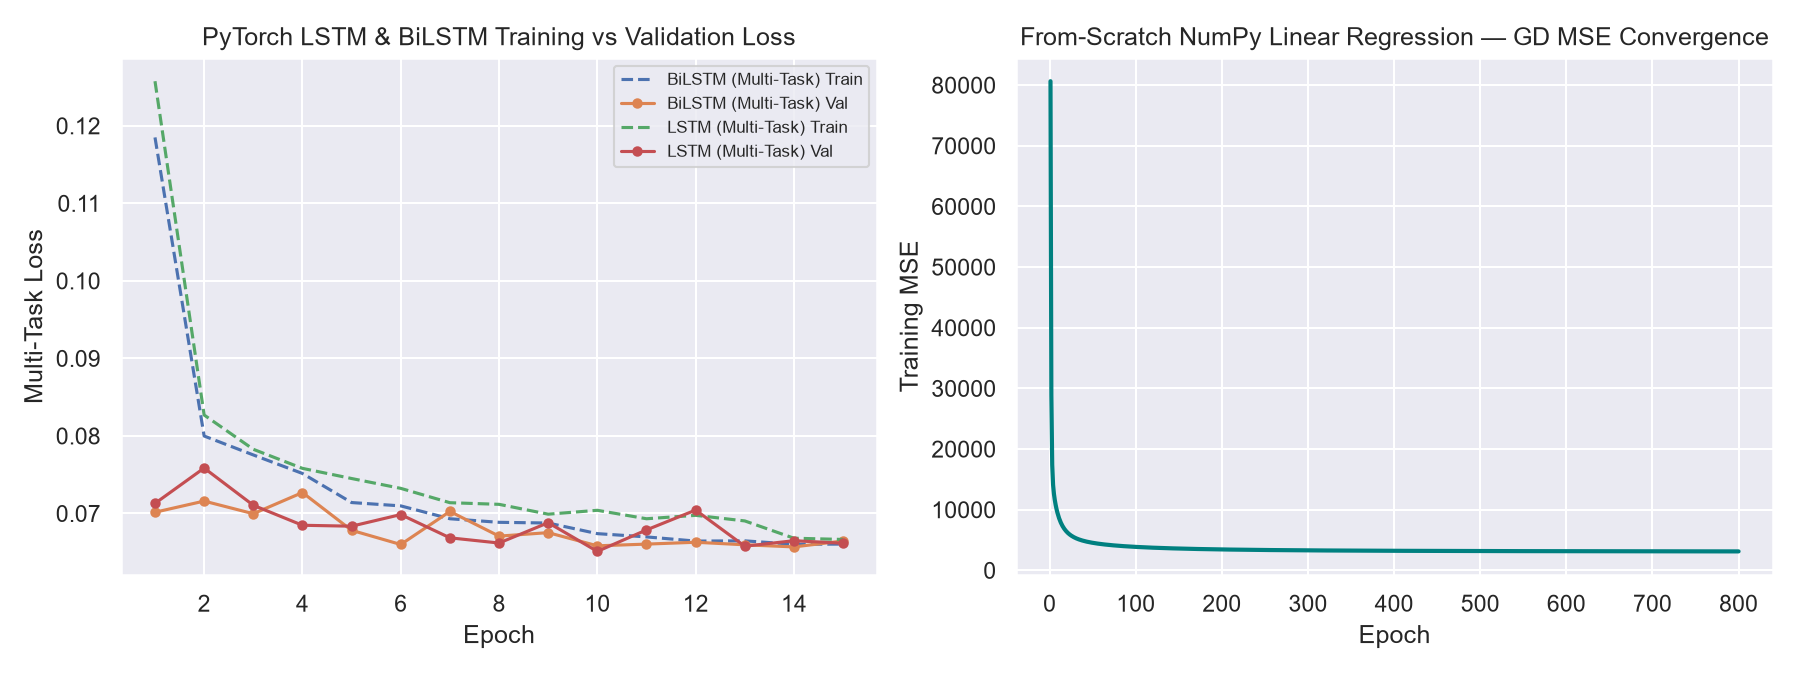 PyTorch LSTM & BiLSTM Training vs Validation Loss
BiLSTM (Multi-Task) Train
BiLSTM (Multi-Task) Val
LSTM (Multi-Task) Train
LSTM (Multi-Task) Val
Multi-Task Loss
0.12
0.11
0.10
0.09
0.08
0.07
2 4 6 8 10 12 14
Epoch
From-Scratch NumPy Linear Regression — GD MSE Convergence
Training MSE
80000
70000
60000
50000
40000
30000
20000
10000
0
0 100 200 300 400 500 600 700 800
Epoch